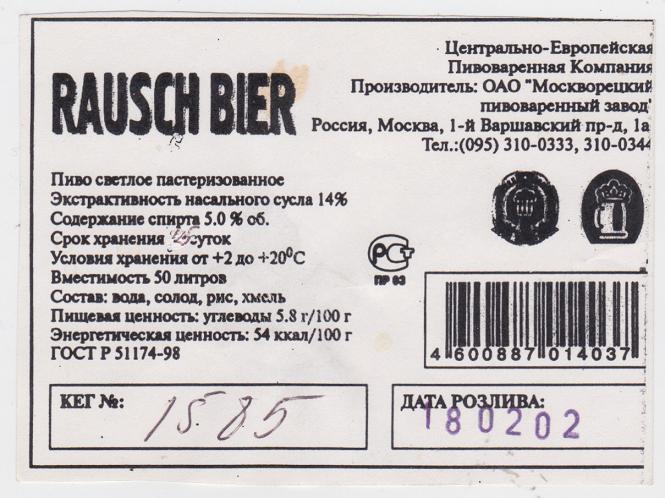 Центрально-Европейская
Пивоваренная Компания
Производитель: ОАО "Москворецкий
пивоваренный завод"
Россия, Москва, 1-й Варшавский пр-д, 1а
Тел.:(095) 310-0333, 310-0344
RAUSCH BIER
Пиво светлое пастеризованное
Экстрактивность насального сусла 14%
Содержание спирта 5.0 % об.
Срок хранения суток
Условия хранения от +2 до +20⁰С
Вместимость 50 литров
Состав: вода, солод, рис, хмель
Пищевая ценность: углеводы 5.8 г/100 г
Энергетическая ценность: 54 ккал/100 г
ГОСТ Р 51174-98
РСТ
ПР 03
4 600887 014037
КЕГ №: 1585
ДАТА РОЗЛИВА:
180202